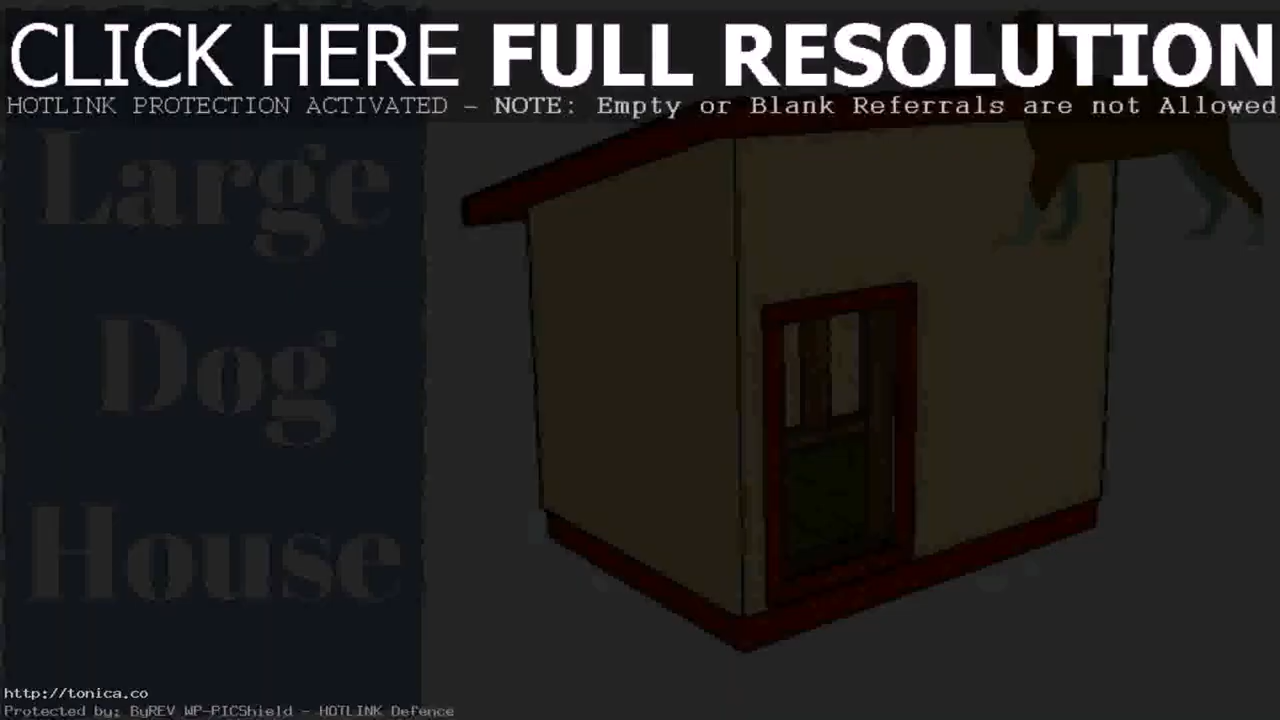 CLICK HERE FULL RESOLUTION
HOTLINK PROTECTION ACTIVATED - NOTE: Empty or Blank Referrals are not Allowed
Large
Dog
House
http://tonica.co
Protected by: ByREV WP-PICShield - HOTLINK Defence